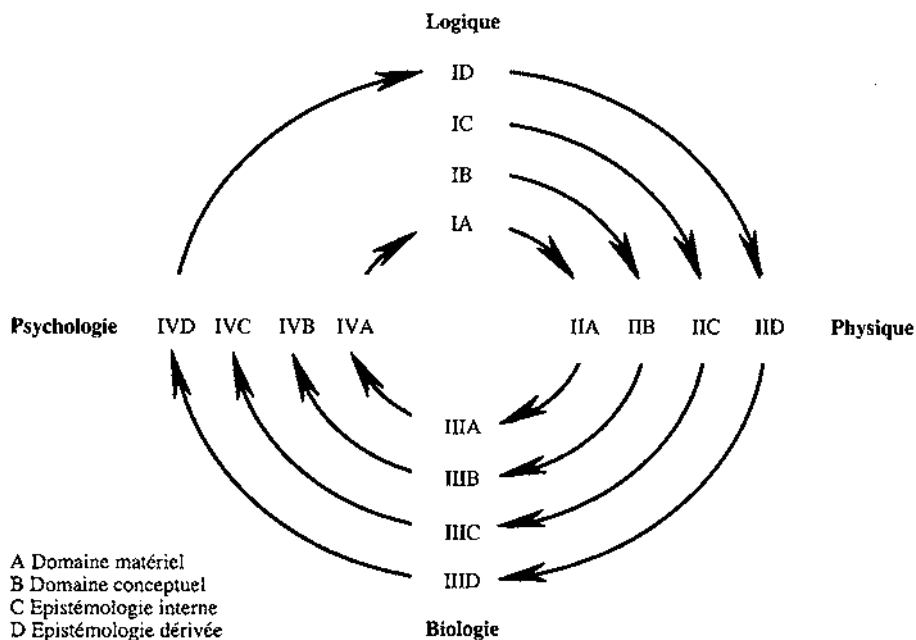 Logique
ID
IC
IB
IA
Psychologie IVD IVC IVB IVA IIA IIB IIC IID Physique
IIIA
IIIB
IIIC
IIID
A Domaine matériel
B Domaine conceptuel
C Epistémologie interne
D Epistémologie dérivée
Biologie